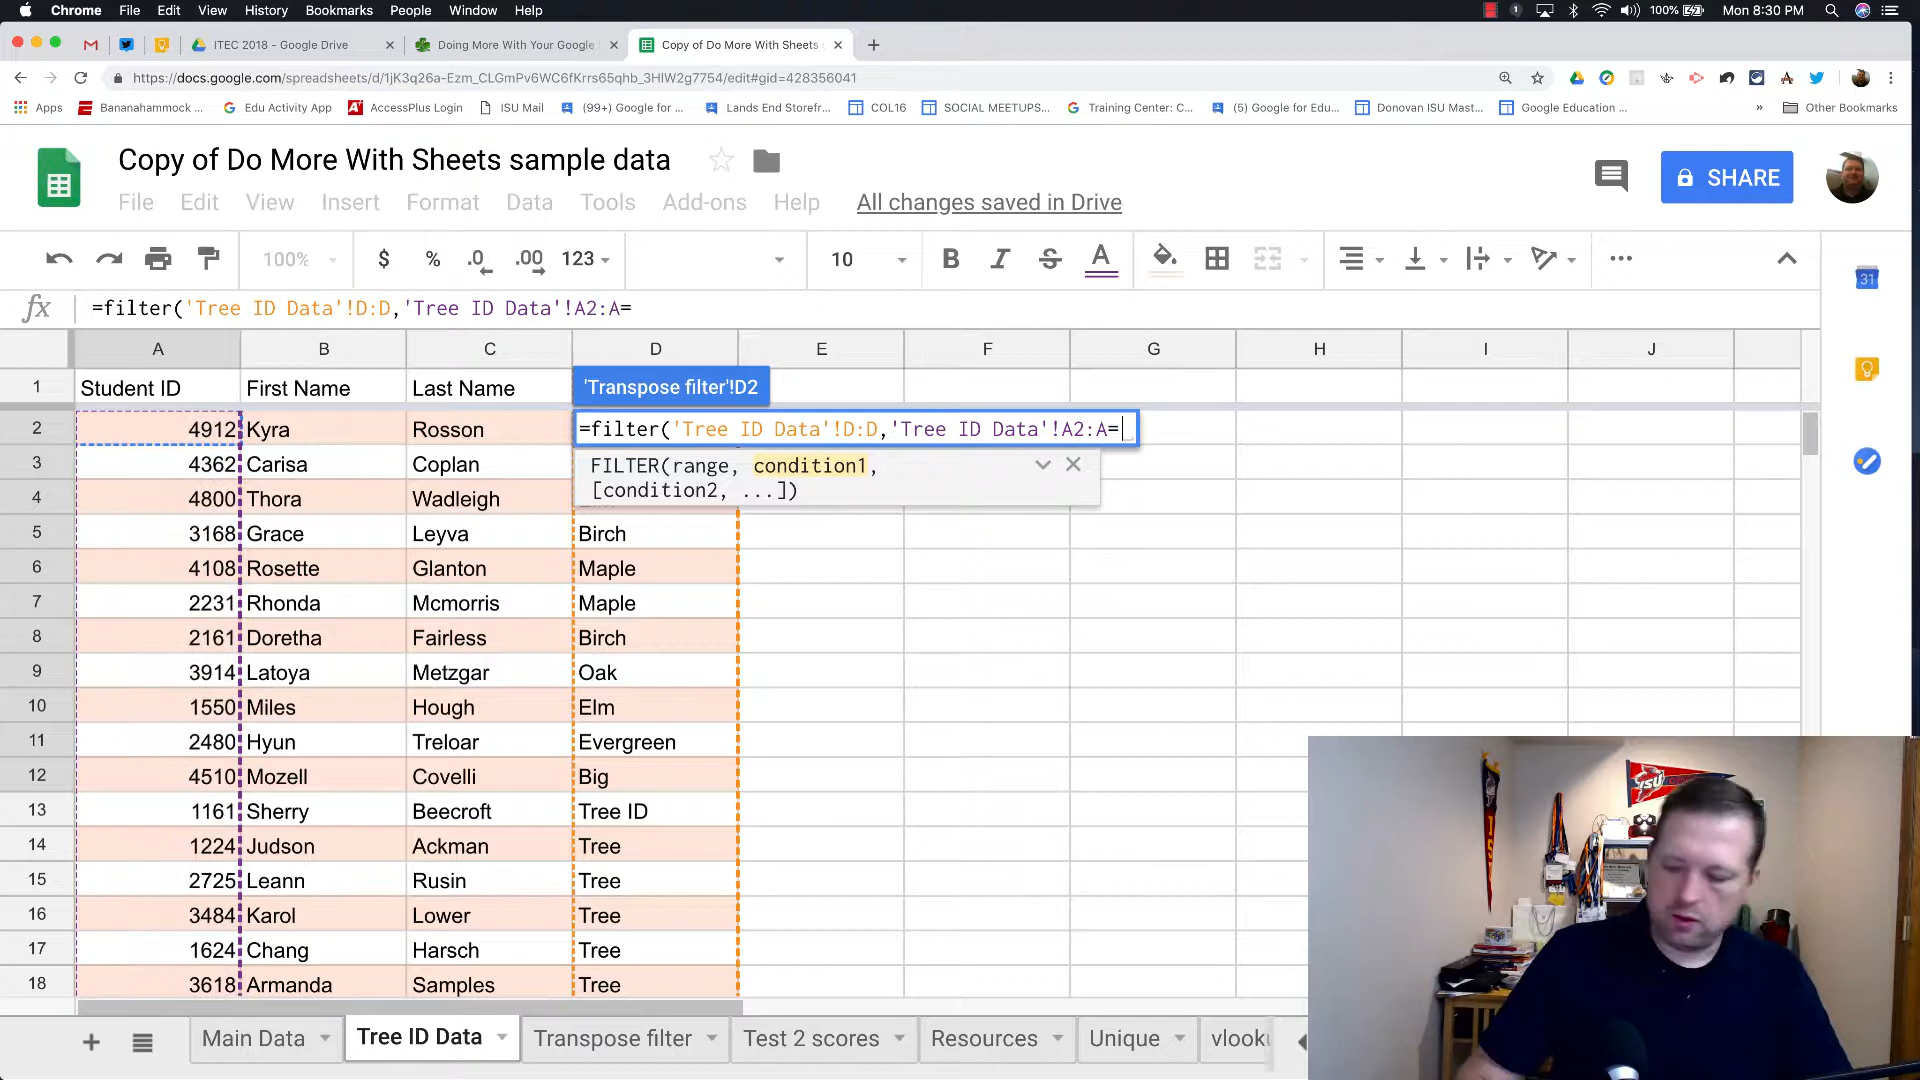 Chrome File Edit View History Bookmarks People Window Help 1 100% Mon 8:30 PM
ITEC 2018 - Google Drive Doing More With Your Google Copy of Do More With Sheets
https://docs.google.com/spreadsheets/d/1jK3q26a-Ezm_CLGmPv6WC6fKrrs65qhb_3HIW2g7754/edit#gid=428356041
Apps Bananahammock ... Edu Activity App AccessPlus Login ISU Mail (99+) Google for ... Lands End Storefr... COL16 SOCIAL MEETUPS... Training Center: C... (5) Google for Edu... Donovan ISU Mast... Google Education ... » Other Bookmarks
Copy of Do More With Sheets sample data
SHARE
File Edit View Insert Format Data Tools Add-ons Help All changes saved in Drive
100% $ % .0 .00 123 10 B I S A
31
fx =filter('Tree ID Data'!D:D,'Tree ID Data'!A2:A=
A B C D E F G H I J
1 Student ID First Name Last Name 'Transpose filter'!D2
2 4912 Kyra Rosson =filter('Tree ID Data'!D:D,'Tree ID Data'!A2:A=
3 4362 Carisa Coplan FILTER(range, condition1,
4 4800 Thora Wadleigh [condition2, ...])
5 3168 Grace Leyva Birch
6 4108 Rosette Glanton Maple
7 2231 Rhonda Mcmorris Maple
8 2161 Doretha Fairless Birch
9 3914 Latoya Metzgar Oak
10 1550 Miles Hough Elm
11 2480 Hyun Treloar Evergreen
12 4510 Mozell Covelli Big
13 1161 Sherry Beecroft Tree ID
14 1224 Judson Ackman Tree
15 2725 Leann Rusin Tree
16 3484 Karol Lower Tree
17 1624 Chang Harsch Tree
18 3618 Armanda Samples Tree
ISU
Main Data Tree ID Data Transpose filter Test 2 scores Resources Unique vlooku